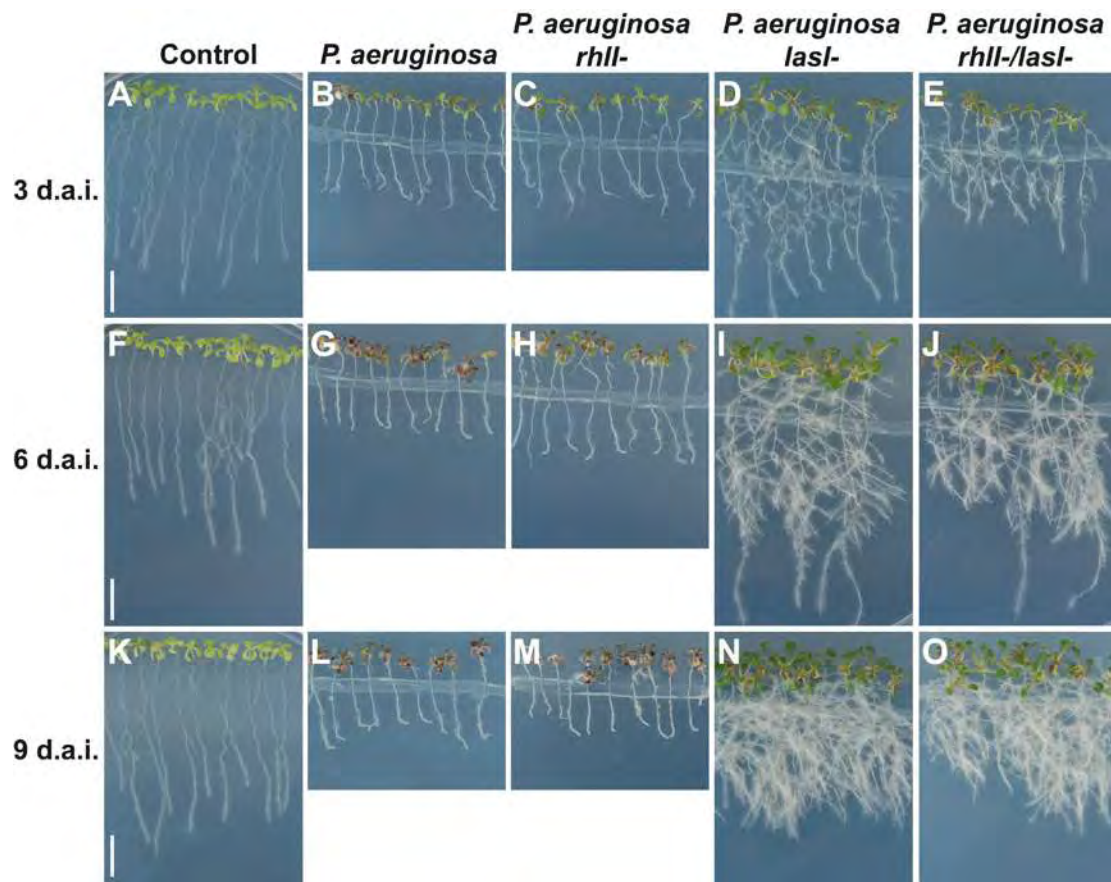 Control
P. aeruginosa
P. aeruginosa
rhlI-
P. aeruginosa
lasI-
P. aeruginosa
rhlI-/lasI-
3 d.a.i.
A
B
C
D
E
6 d.a.i.
F
G
H
I
J
9 d.a.i.
K
L
M
N
O